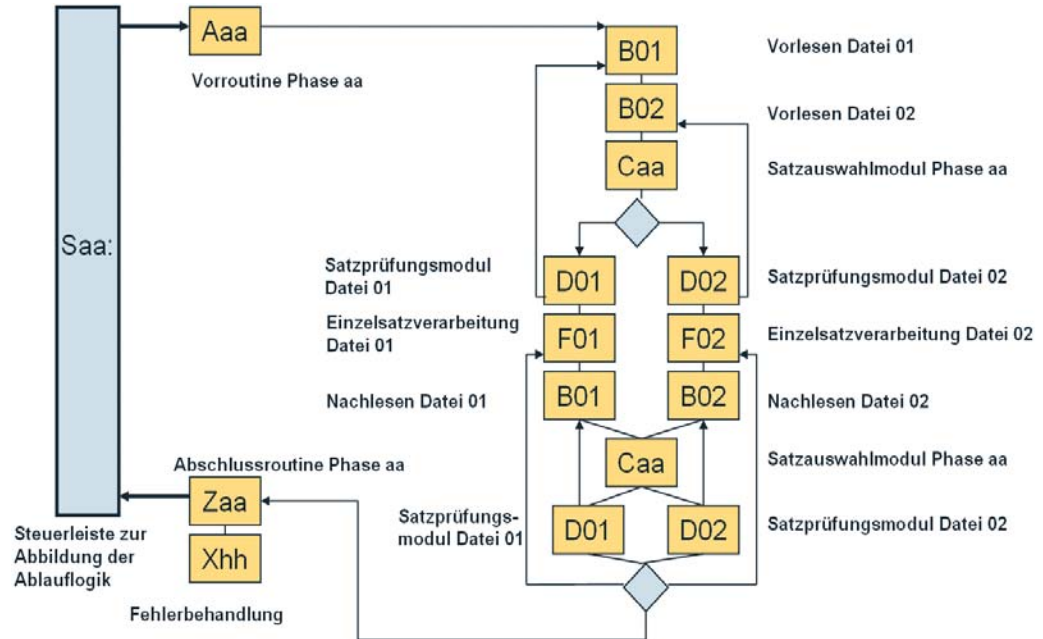 Aaa
B01
Vorlesen Datei 01
Vorroutine Phase aa
B02
Vorlesen Datei 02
Caa
Satzauswahlmodul Phase aa
Saa:
Satzprüfungsmodul
Datei 01
D01
D02
Satzprüfungsmodul Datei 02
Einzelsatzverarbeitung
Datei 01
F01
F02
Einzelsatzverarbeitung Datei 02
Nachlesen Datei 01
B01
B02
Nachlesen Datei 02
Abschlussroutine Phase aa
Caa
Satzauswahlmodul Phase aa
Zaa
Satzprüfungs-
modul Datei 01
D01
D02
Satzprüfungsmodul Datei 02
Steuerleiste zur
Abbildung der
Ablauflogik
Xhh
Fehlerbehandlung